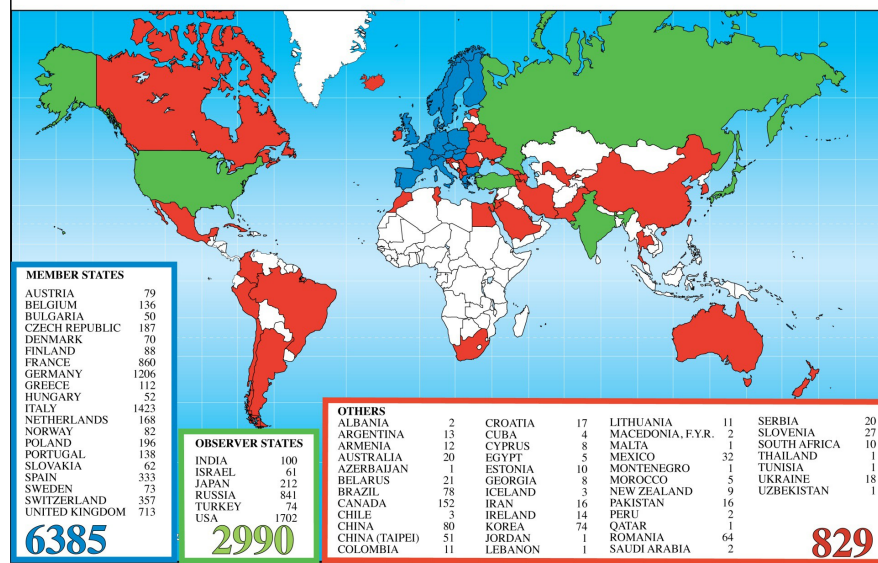 MEMBER STATES
AUSTRIA 79
BELGIUM 136
BULGARIA 50
CZECH REPUBLIC 187
DENMARK 70
FINLAND 88
FRANCE 860
GERMANY 1206
GREECE 112
HUNGARY 52
ITALY 1423
NETHERLANDS 168
NORWAY 82
POLAND 196
PORTUGAL 138
SLOVAKIA 62
SPAIN 333
SWEDEN 73
SWITZERLAND 357
UNITED KINGDOM 713
6385
OBSERVER STATES
INDIA 100
ISRAEL 61
JAPAN 212
RUSSIA 841
TURKEY 74
USA 1702
2990
OTHERS
ALBANIA 2
ARGENTINA 13
ARMENIA 12
AUSTRALIA 20
AZERBAIJAN 1
BELARUS 21
BRAZIL 78
CANADA 152
CHILE 3
CHINA 80
CHINA (TAIPEI) 51
COLOMBIA 11
CROATIA 17
CUBA 4
CYPRUS 8
EGYPT 5
ESTONIA 10
GEORGIA 8
ICELAND 3
IRAN 16
IRELAND 14
KOREA 74
JORDAN 1
LEBANON 1
LITHUANIA 11
MACEDONIA, F.Y.R. 2
MALTA 1
MEXICO 32
MONTENEGRO 1
MOROCCO 5
NEW ZEALAND 9
PAKISTAN 16
PERU 2
QATAR 1
ROMANIA 64
SAUDI ARABIA 2
SERBIA 20
SLOVENIA 27
SOUTH AFRICA 10
THAILAND 1
TUNISIA 1
UKRAINE 18
UZBEKISTAN 1
829